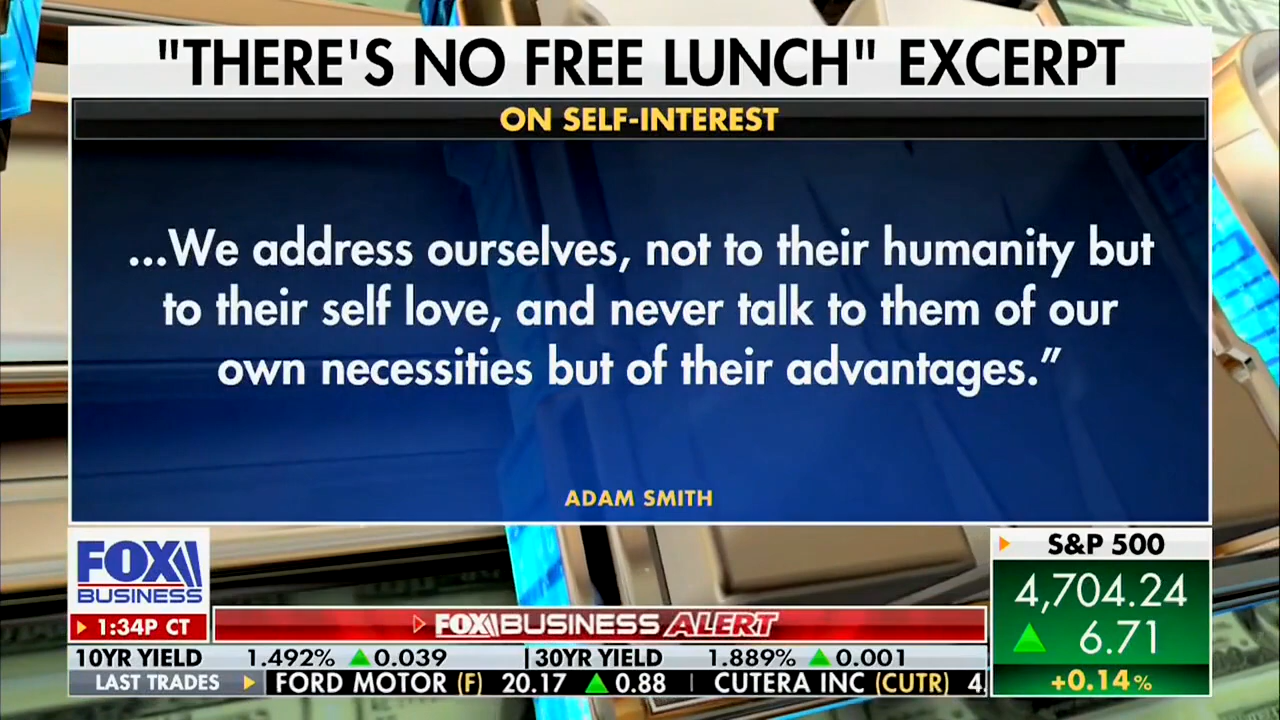 "THERE'S NO FREE LUNCH" EXCERPT
ON SELF-INTEREST
...We address ourselves, not to their humanity but
to their self love, and never talk to them of our
own necessities but of their advantages.”
ADAM SMITH
FOX
BUSINESS
1:34P CT
FOX BUSINESS ALERT
S&P 500
4,704.24
6.71
+0.14%
10YR YIELD 1.492% 0.039 30YR YIELD 1.889% 0.001
LAST TRADES FORD MOTOR (F) 20.17 0.88 CUTERA INC (CUTR) 4